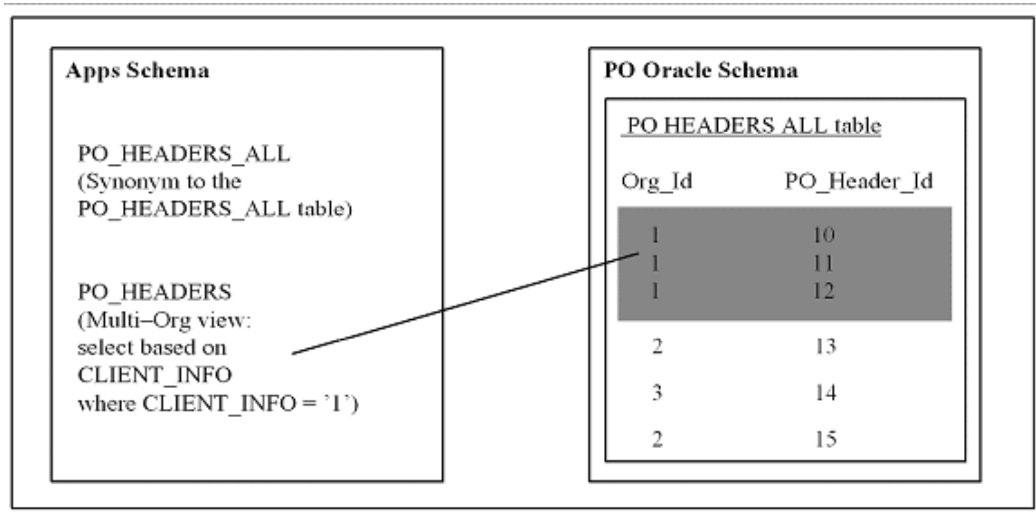 Apps Schema
PO_HEADERS_ALL
(Synonym to the
PO_HEADERS_ALL table)
PO_HEADERS
(Multi–Org view:
select based on
CLIENT_INFO
where CLIENT_INFO = ’1’)
PO Oracle Schema
PO HEADERS ALL table
Org_Id PO_Header_Id
1 10
1 11
1 12
2 13
3 14
2 15